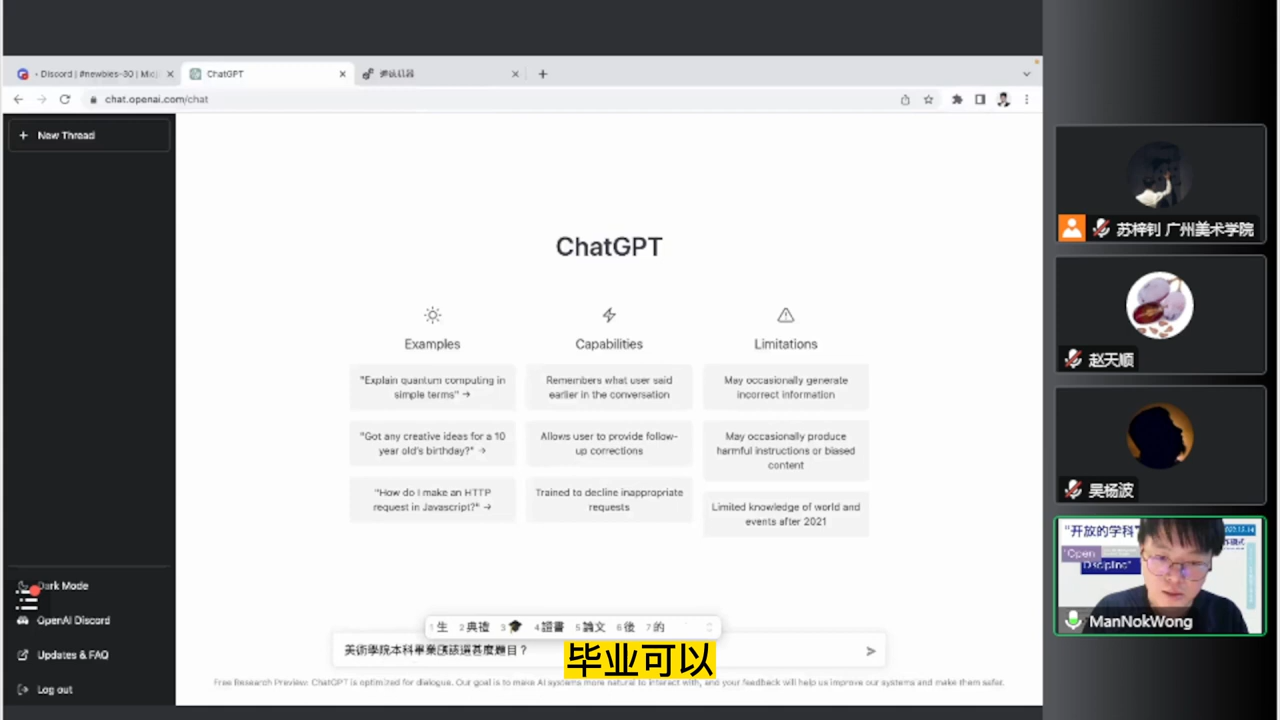 Discord | #newbies-30 | Mic
ChatGPT
测试机器
chat.openai.com/chat
New Thread
ChatGPT
Examples
Capabilities
Limitations
"Explain quantum computing in
simple terms" →
Remembers what user said
earlier in the conversation
May occasionally generate
incorrect information
"Got any creative ideas for a 10
year old's birthday?" →
Allows user to provide follow-
up corrections
May occasionally produce
harmful instructions or biased
content
"How do I make an HTTP
request in Javascript?" →
Trained to decline inappropriate
requests
Limited knowledge of world and
events after 2021
Dark Mode
OpenAI Discord
Updates & FAQ
Log out
1 生 2 典禮 3 🎓 4 證書 5 論文 6 後 7 的
美術學院本科畢業應該選甚麼題目?
毕业可以
Free Research Preview: ChatGPT is optimized for dialogue. Our goal is to make AI systems more natural to interact with, and your feedback will help us improve our systems and make them safer.
苏梓钊 广州美术学院
赵天顺
吴杨波
"开放的学科"
"Open
Discipline"
ManNokWong